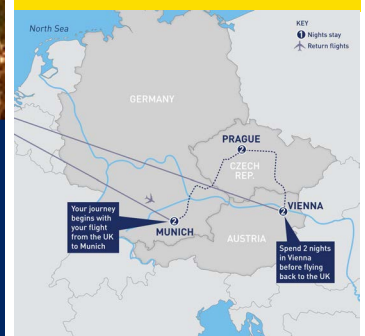 North Sea
KEY
1 Nights stay
Return flights
GERMANY
PRAGUE
2
CZECH
REP.
Your journey
begins with
your flight
from the UK
to Munich
2
MUNICH
VIENNA
2
AUSTRIA
Spend 2 nights
in Vienna
before flying
back to the UK